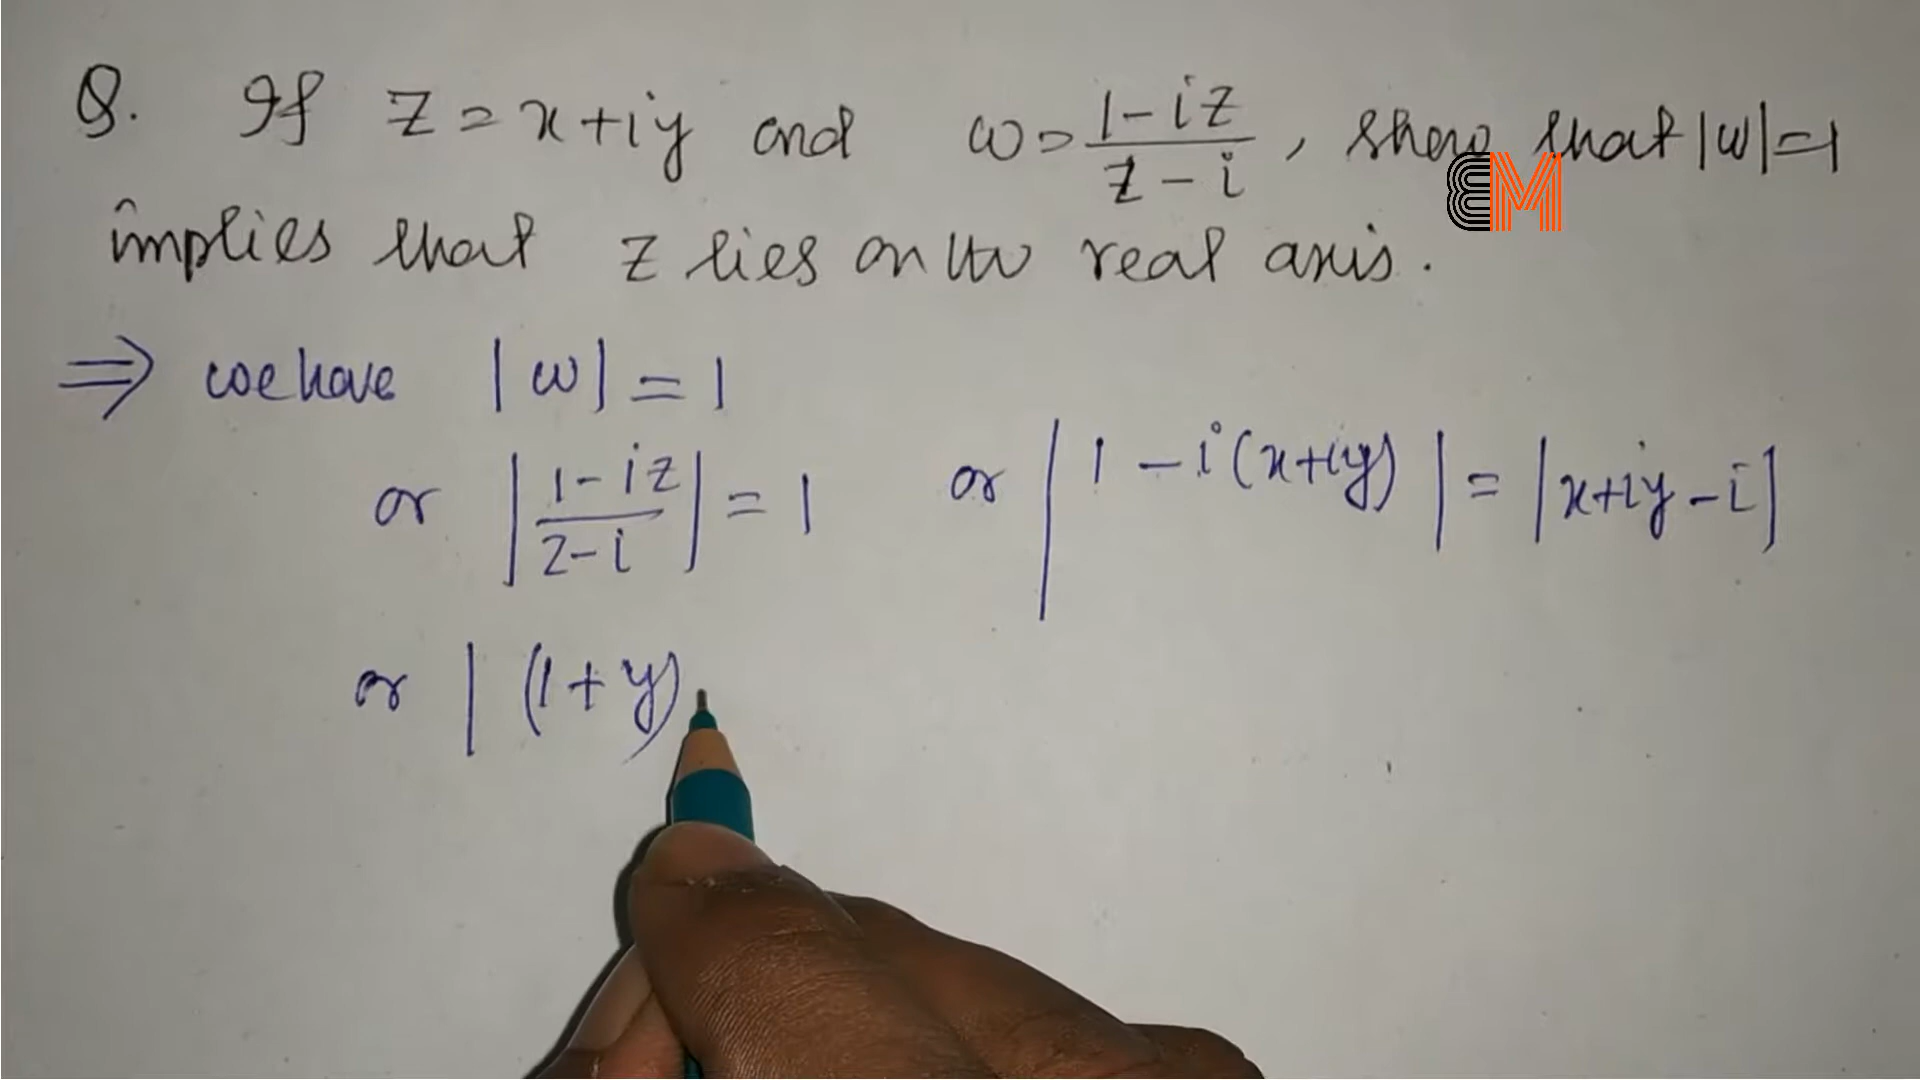 Q. If z = x+iy and ω = (1-iz)/(z-i), show that |ω|=1
implies that z lies on the real axis.
EM
⇒ we have |ω| = 1
or |(1-iz)/(z-i)| = 1 or |1-i(x+iy)| = |x+iy-i|
or | (1+y)